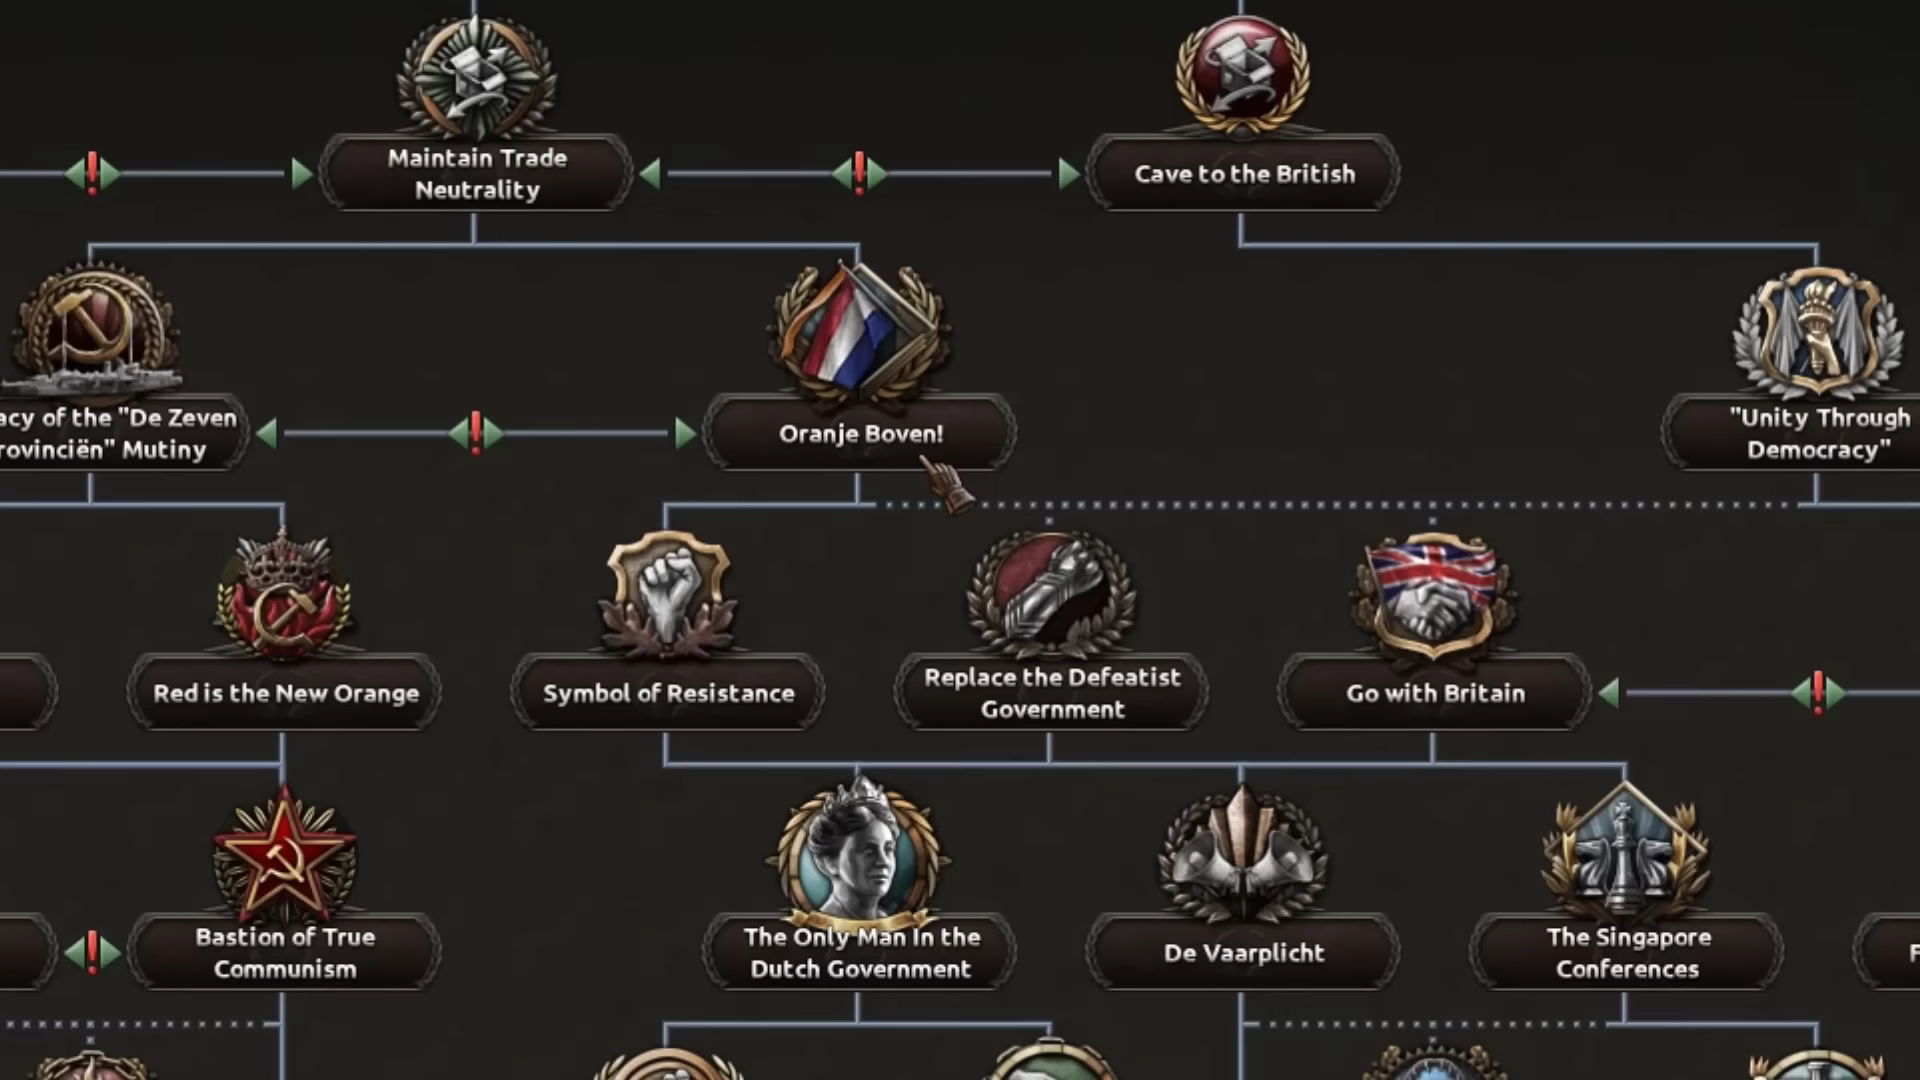 Maintain Trade
Neutrality
Cave to the British
acy of the "De Zeven
rovinciën" Mutiny
Oranje Boven!
"Unity Through
Democracy"
Red is the New Orange
Symbol of Resistance
Replace the Defeatist
Government
Go with Britain
Bastion of True
Communism
The Only Man In the
Dutch Government
De Vaarplicht
The Singapore
Conferences
F